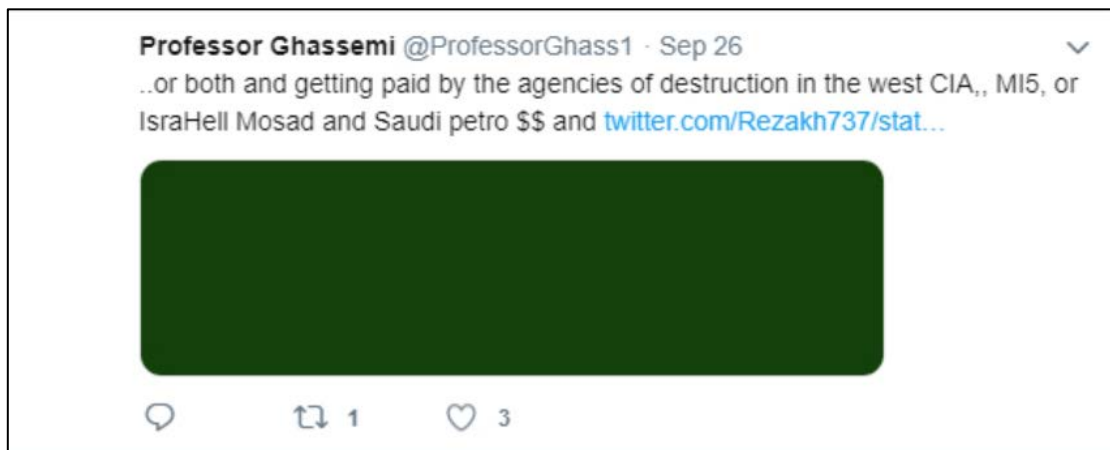 Professor Ghassemi @ProfessorGhass1 · Sep 26
..or both and getting paid by the agencies of destruction in the west CIA,, MI5, or
IsraHell Mosad and Saudi petro $$ and twitter.com/Rezakh737/stat...
1 3